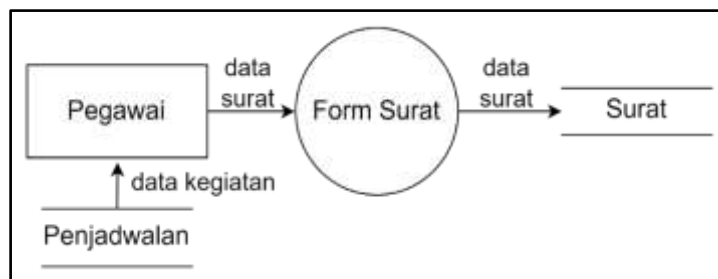 Pegawai
data
surat
Form Surat
data
surat
Surat
data kegiatan
Penjadwalan